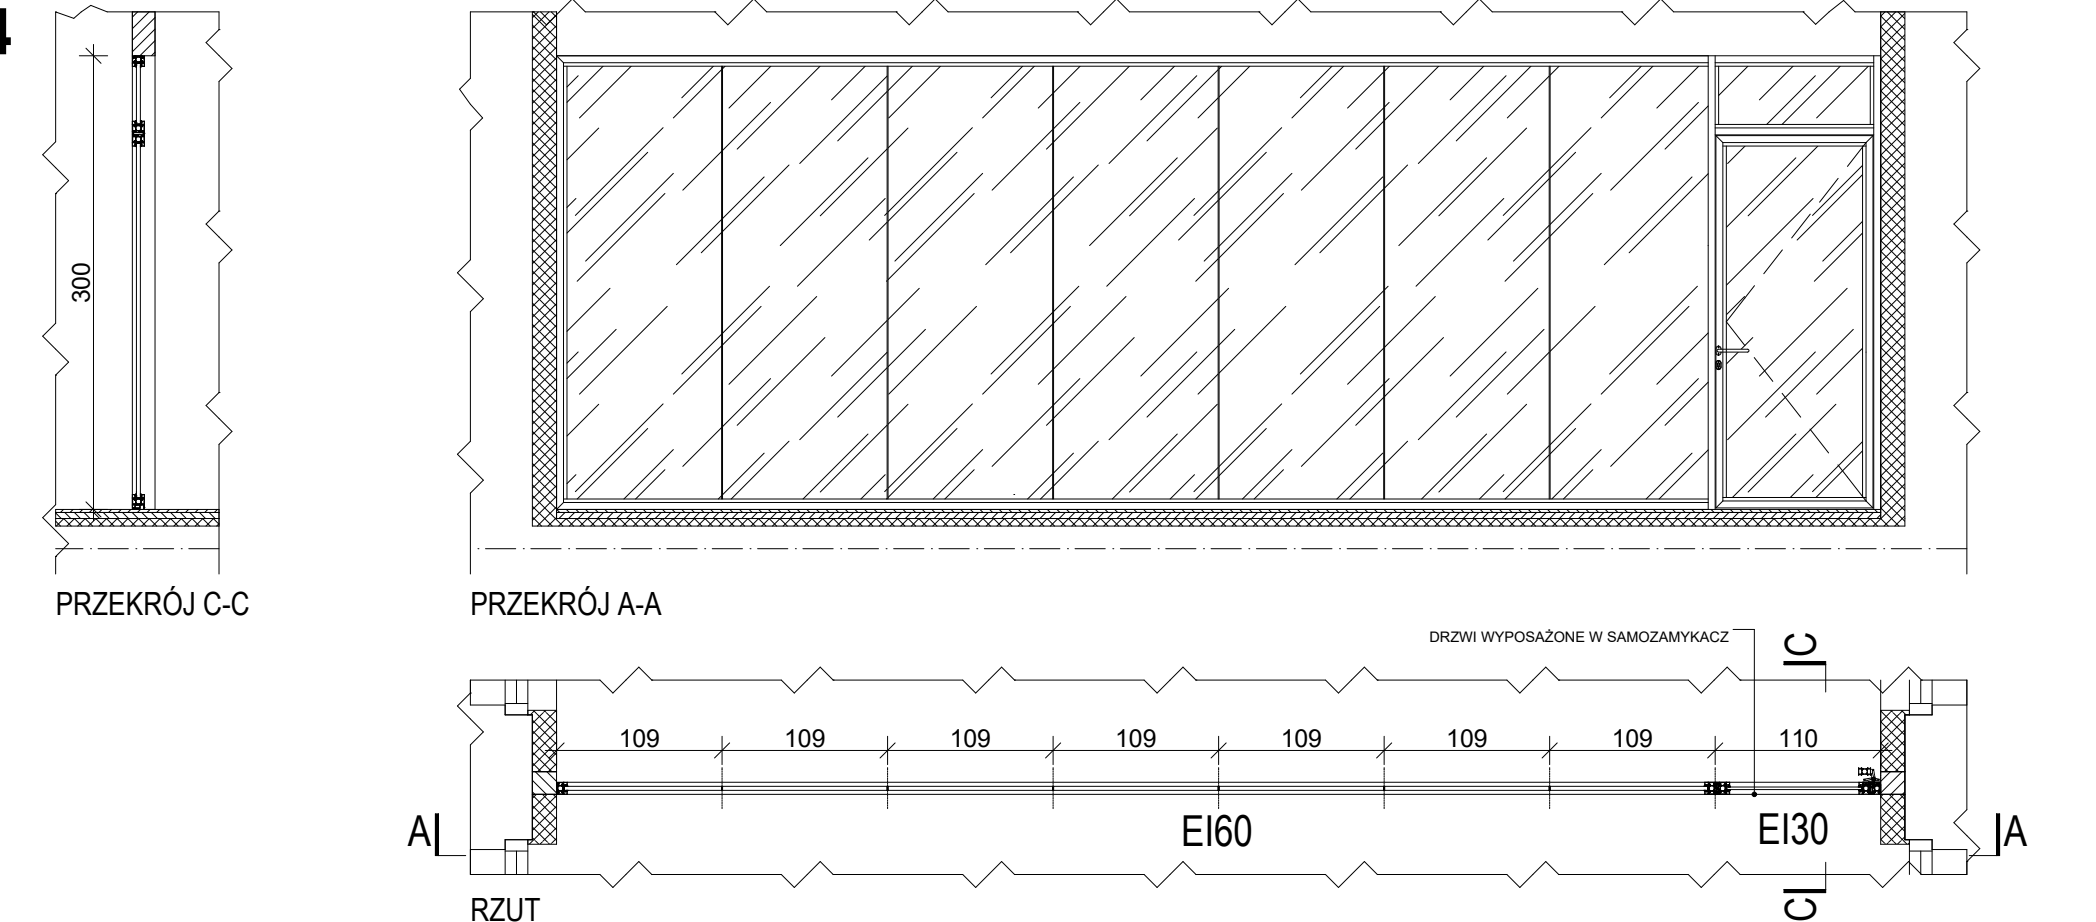 4
300
PRZEKRÓJ C-C
PRZEKRÓJ A-A
DRZWI WYPOSAŻONE W SAMOZAMYKACZ
C
109 109 109 109 109 109 109 110
A EI60 EI30 A
C
RZUT